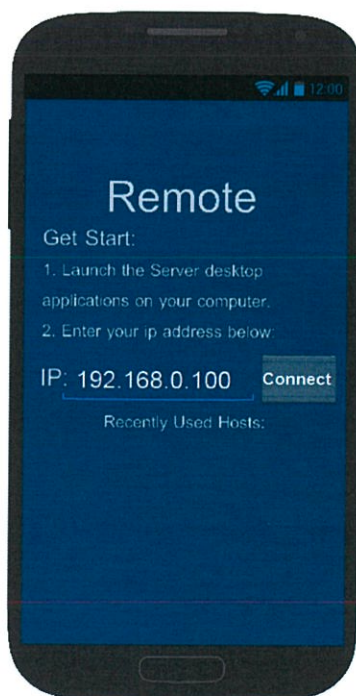 12:00
Remote
Get Start:
1. Launch the Server desktop
applications on your computer.
2. Enter your ip address below:
IP: 192.168.0.100 Connect
Recently Used Hosts: